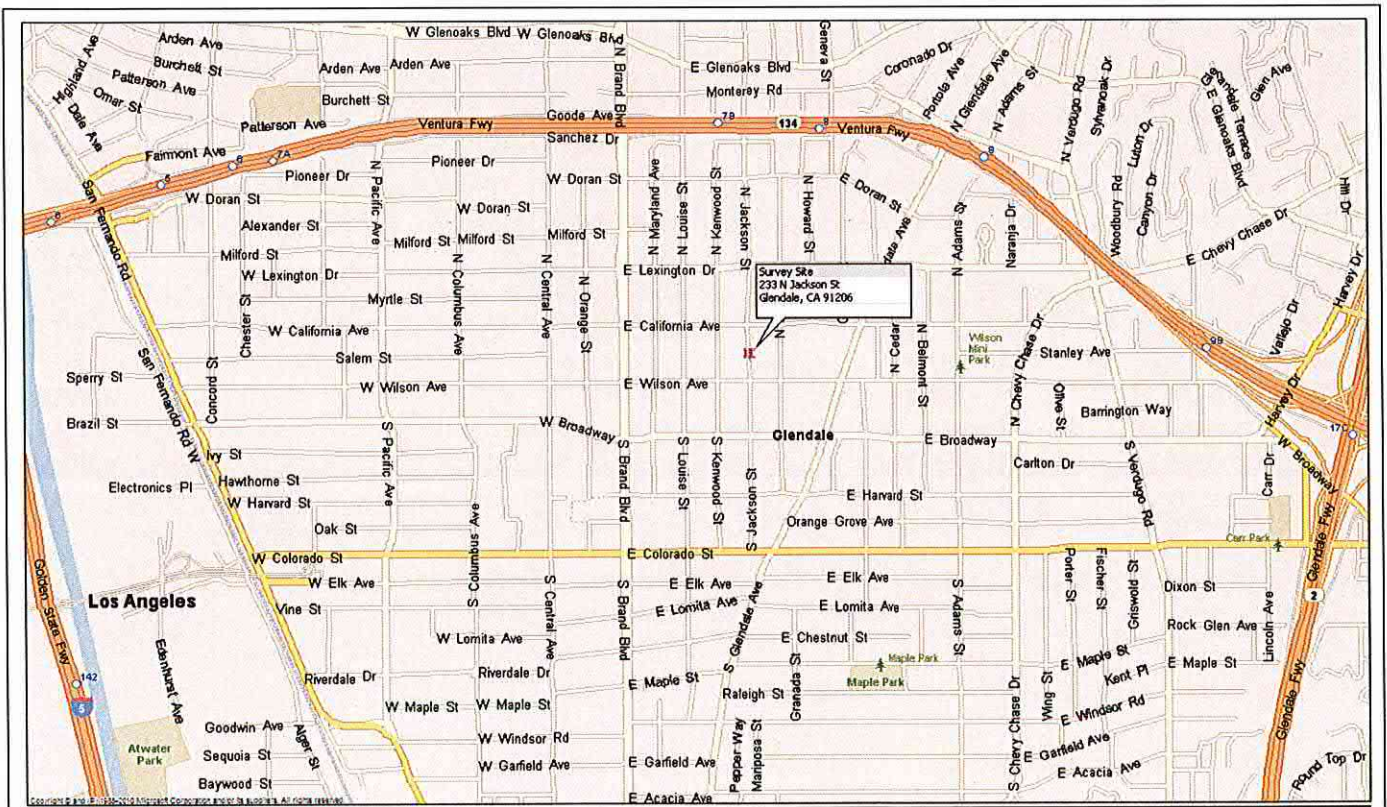 W Glenoaks Blvd W Glenoaks Blvd
N Brand Blvd
Geneva St
Coronado Dr
Arden Ave
Burchett St
Highland Ave
Patterson Ave
Omar St
Dale Ave
Arden Ave Arden Ave
Burchett St
E Glenoaks Blvd
Monterey Rd
Portola Ave
N Glendale Ave
N Adams St
N Verdugo Rd
Sylvanoak Dr
E Glenoaks Blvd
Glen Ave
Patterson Ave
Ventura Fwy
Goode Ave
Sanchez Dr
7B
134
Ventura Fwy
Fairmont Ave
6
7A
5
8
Pioneer Dr
Pioneer Dr
N Pacific Ave
W Doran St
W Doran St
W Doran St
N Maryland Ave
N Louise St
N Kenwood St
N Jackson St
N Howard St
E Doran St
N Adams St
Naranja Dr
Woodbury Rd
Luton Dr
Canyon Dr
Hill Dr
E Chevy Chase Dr
San Fernando Rd
Alexander St
Milford St
Milford St
Milford St
W Lexington Dr
E Lexington Dr
N Columbus Ave
N Central Ave
N Orange St
Chester St
Myrtle St
Survey Site
233 N Jackson St
Glendale, CA 91206
W California Ave
E California Ave
Salem St
Concord St
Sperry St
W Wilson Ave
E Wilson Ave
N Cedar
N Belmont St
Wilson
Mini
Park
Stanley Ave
N Chevy Chase Dr
Olive St
Barrington Way
9B
Vallejo Dr
Harvey Dr
Harvey Dr
17C
San Fernando Rd W
Brazil St
W Broadway
Glendale
E Broadway
W Broadway
Ivy St
S Pacific Ave
S Brand Blvd
S Louise St
S Kenwood St
S Jackson St
Carlton Dr
S Verdugo Rd
Carr Dr
Electronics Pl
Hawthorne St
W Harvard St
E Harvard St
Oak St
Orange Grove Ave
S Columbus Ave
W Colorado St
E Colorado St
Carr Park
Glendale Fwy
Golden State Fwy
Los Angeles
W Elk Ave
E Elk Ave
E Elk Ave
Vine St
S Central Ave
S Brand Blvd
E Lomita Ave
E Lomita Ave
S Glendale Ave
S Adams St
Porter St
Fischer St
Griswold St
Dixon St
2
W Lomita Ave
E Chestnut St
Rock Glen Ave
Lincoln Ave
Edenhurst Ave
Riverdale Dr
Riverdale Dr
E Maple St
Maple Park
Maple Park
E Maple St
E Maple St
Kent Pl
142
5
Raleigh St
Granada St
W Maple St
W Maple St
S Chevy Chase Dr
Wing St
E Windsor Rd
Glendale Fwy
Goodwin Ave
Alger St
W Windsor Rd
Pepper Way
Mariposa St
Atwater
Park
Sequoia St
W Garfield Ave
E Garfield Ave
E Garfield Ave
E Acacia Ave
Round Top Dr
Baywood St
E Acacia Ave